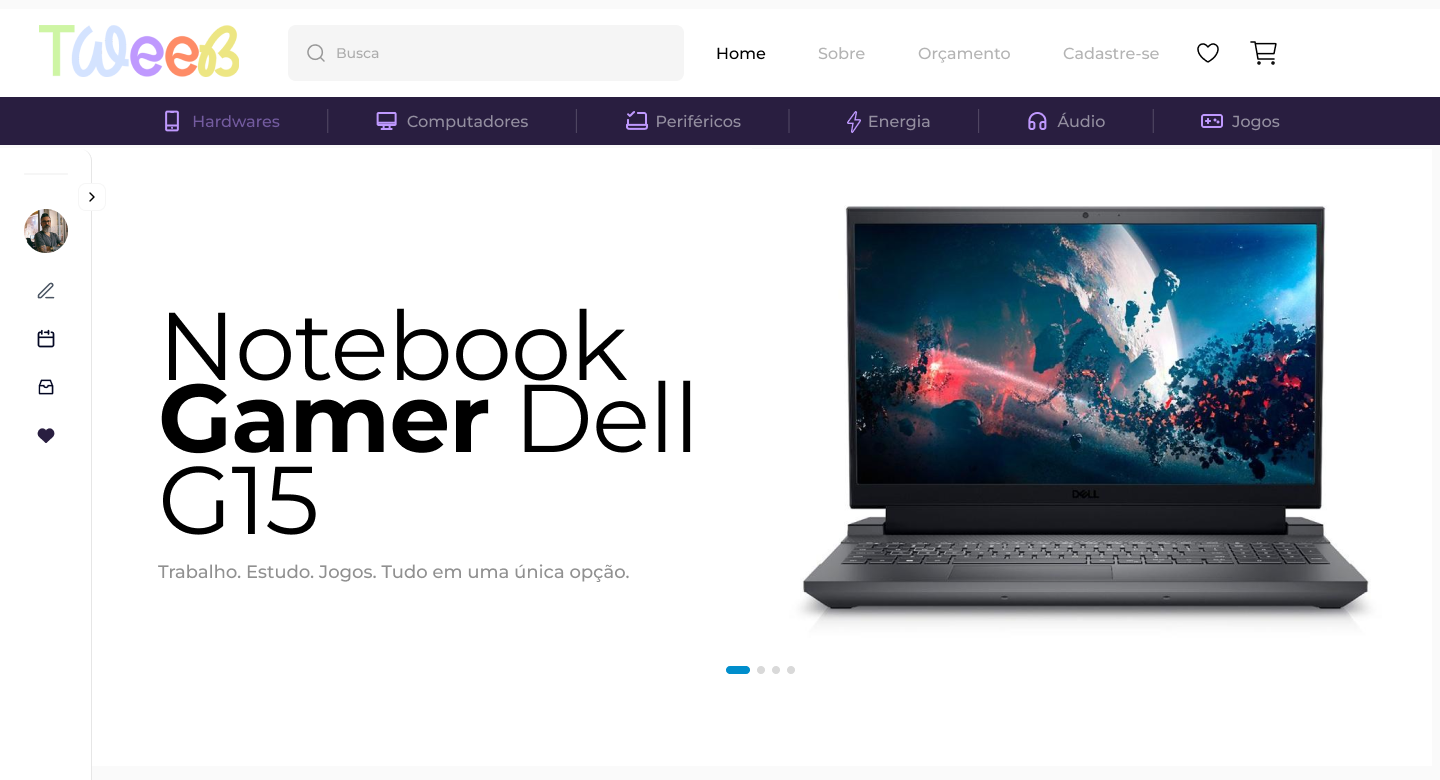 TweeB
Busca
Home
Sobre
Orçamento
Cadastre-se
Hardwares
Computadores
Periféricos
Energia
Áudio
Jogos
Notebook
Gamer Dell
G15
Trabalho. Estudo. Jogos. Tudo em uma única opção.
DELL